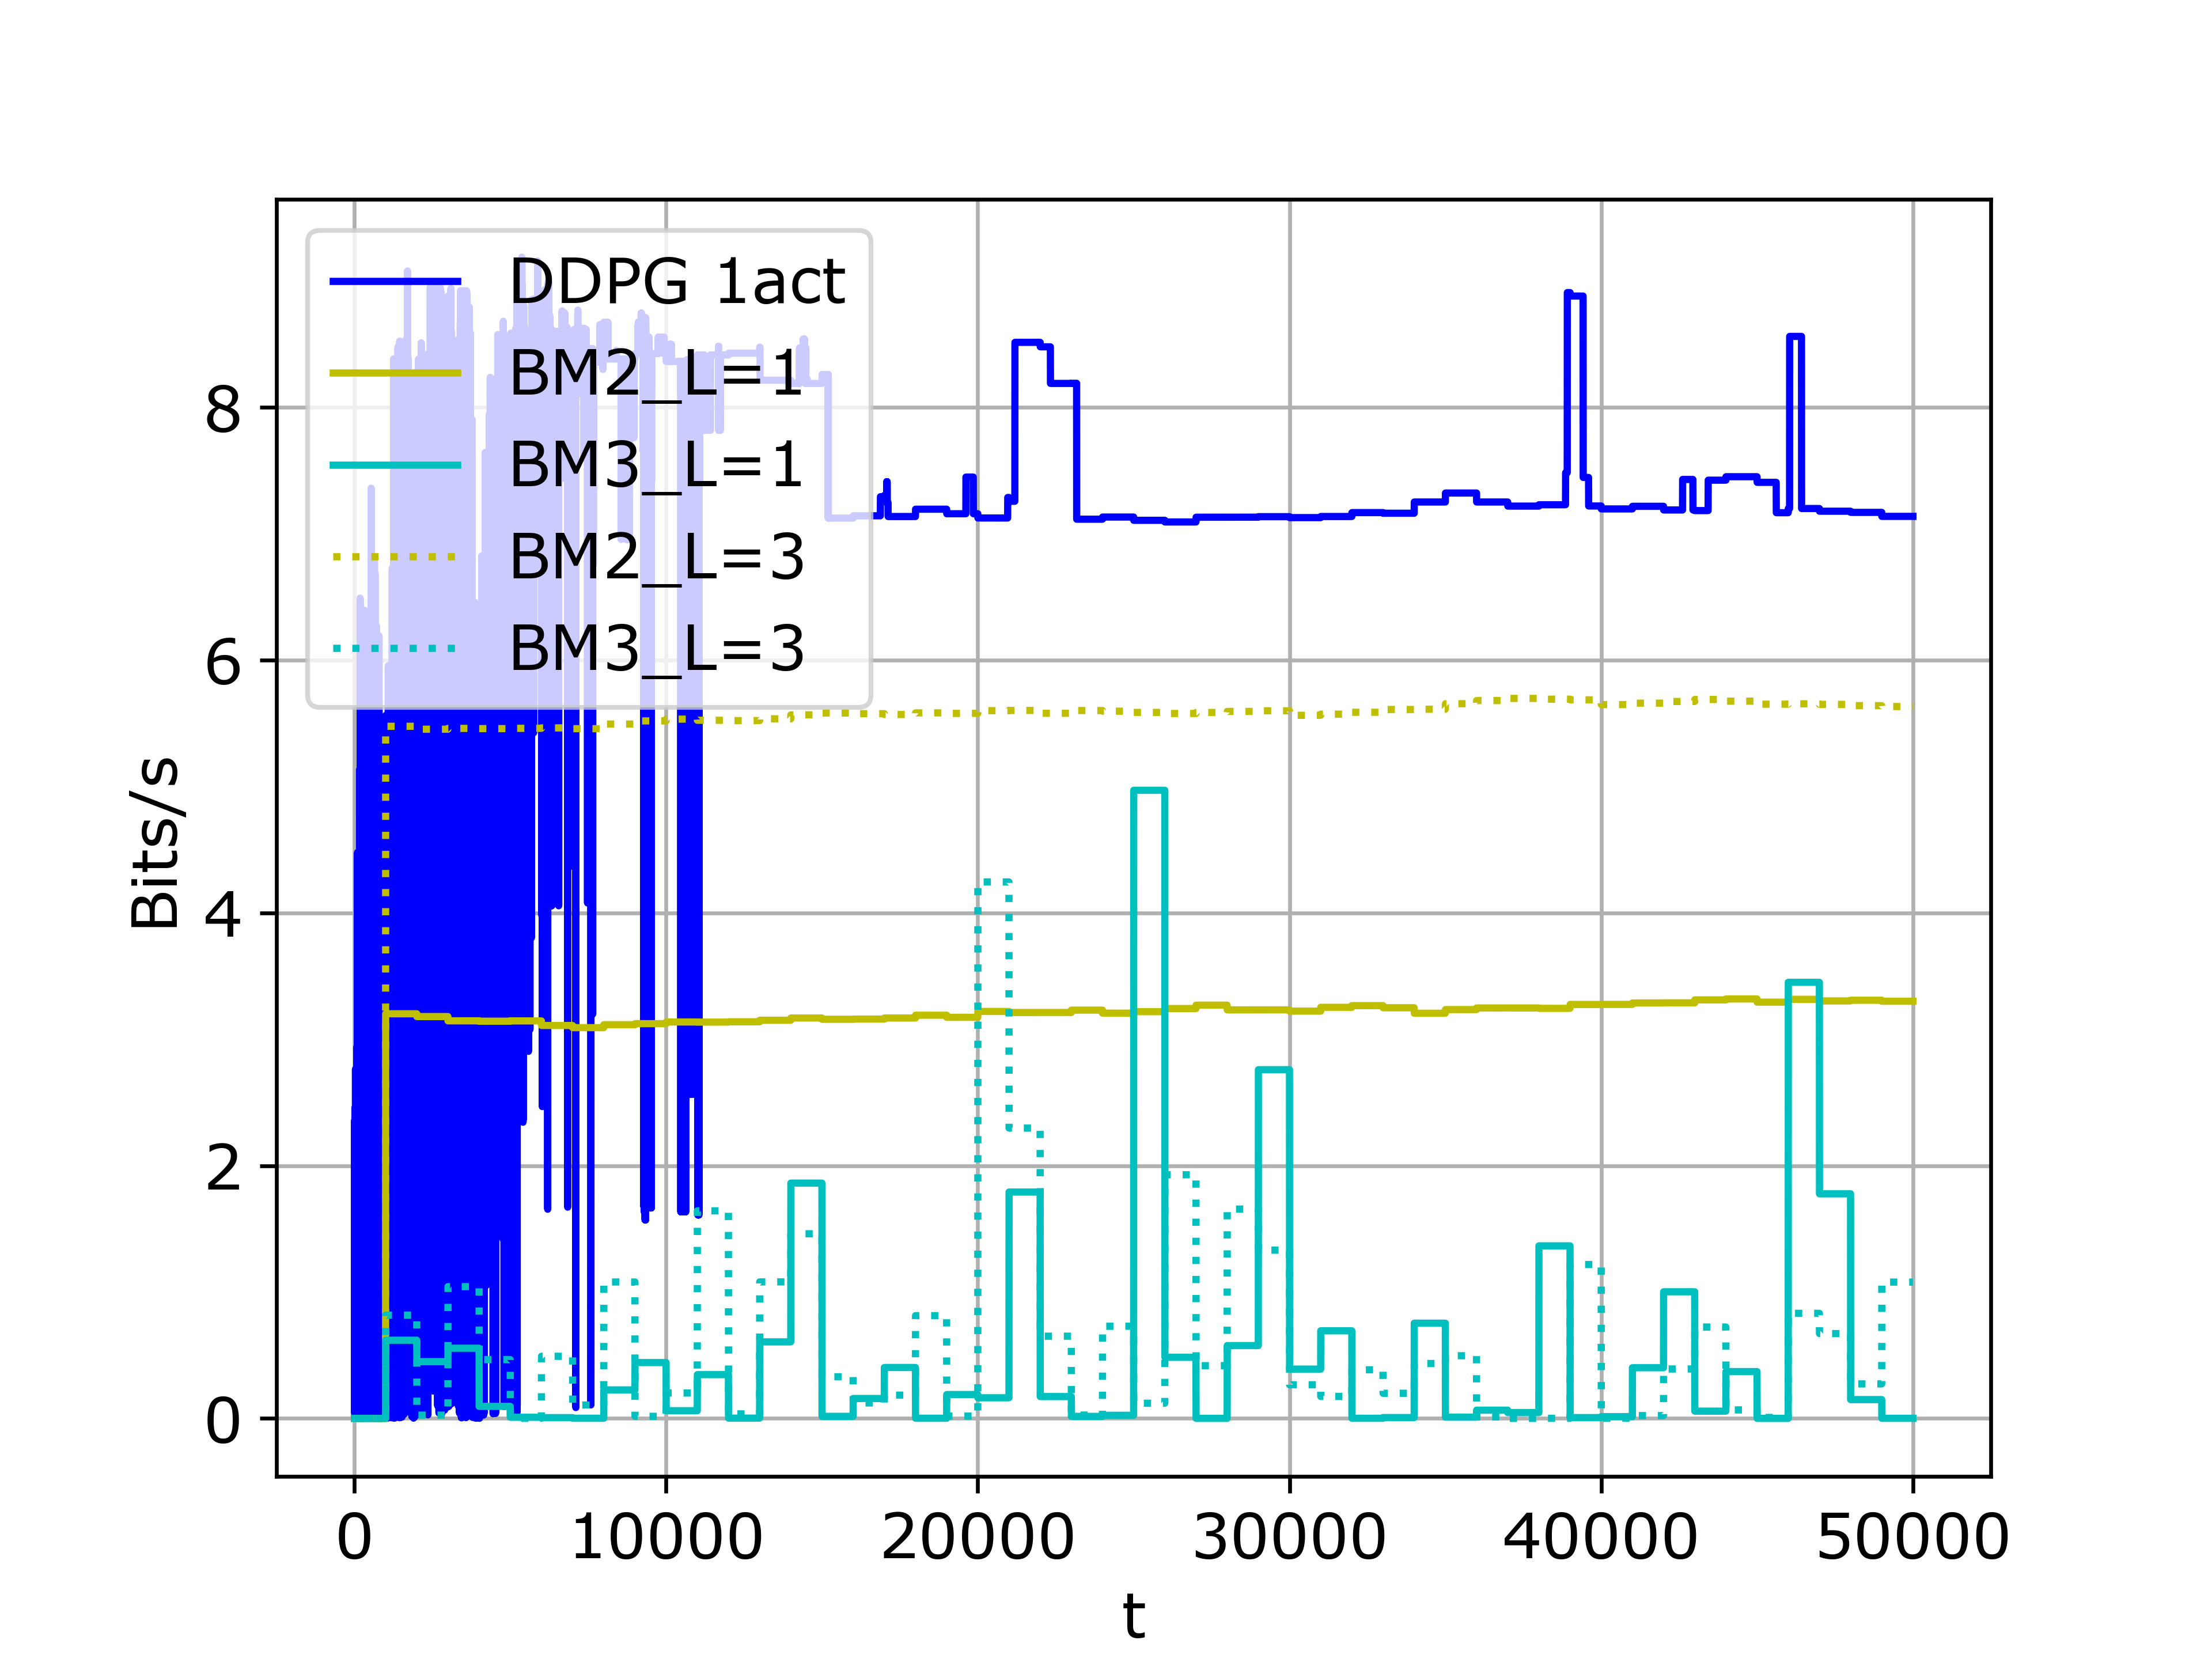 DDPG 1act
BM2_L=1
BM3_L=1
BM2_L=3
BM3_L=3
Bits/s
8
6
4
2
0
0 10000 20000 30000 40000 50000
t